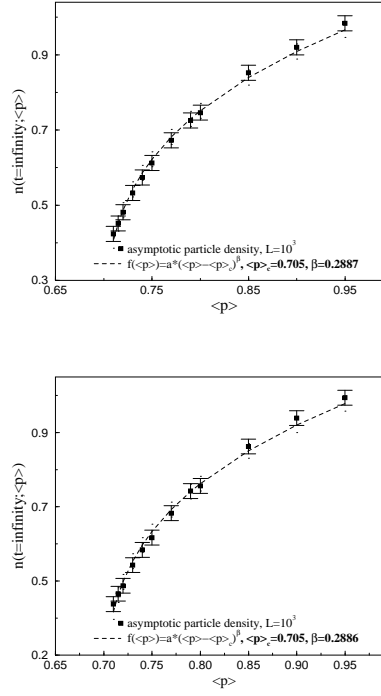 n(t=infinity;<p>)
0.9
0.7
0.5
0.3
0.65 0.75 0.85 0.95
<p>
asymptotic particle density, L=10³
f(<p>)=a*(<p>−<p>c)^β, <p>c=0.705, β=0.2887
n(t=infinity;<p>)
0.9
0.7
0.5
0.2
0.65 0.70 0.75 0.80 0.85 0.90 0.95
<p>
asymptotic particle density, L=10³
f(<p>)=a*(<p>−<p>c)^β, <p>c=0.705, β=0.2886